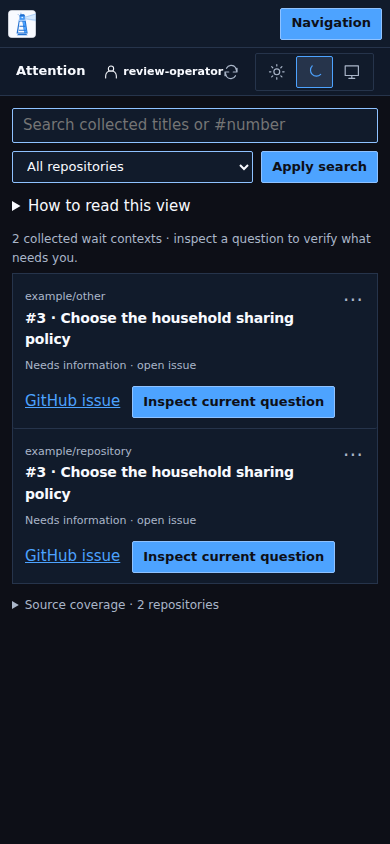 Navigation
Attention
review-operator
Search collected titles or #number
All repositories
Apply search
How to read this view
2 collected wait contexts · inspect a question to verify what
needs you.
example/other
...
#3 · Choose the household sharing
policy
Needs information · open issue
GitHub issue
Inspect current question
example/repository
...
#3 · Choose the household sharing
policy
Needs information · open issue
GitHub issue
Inspect current question
Source coverage · 2 repositories